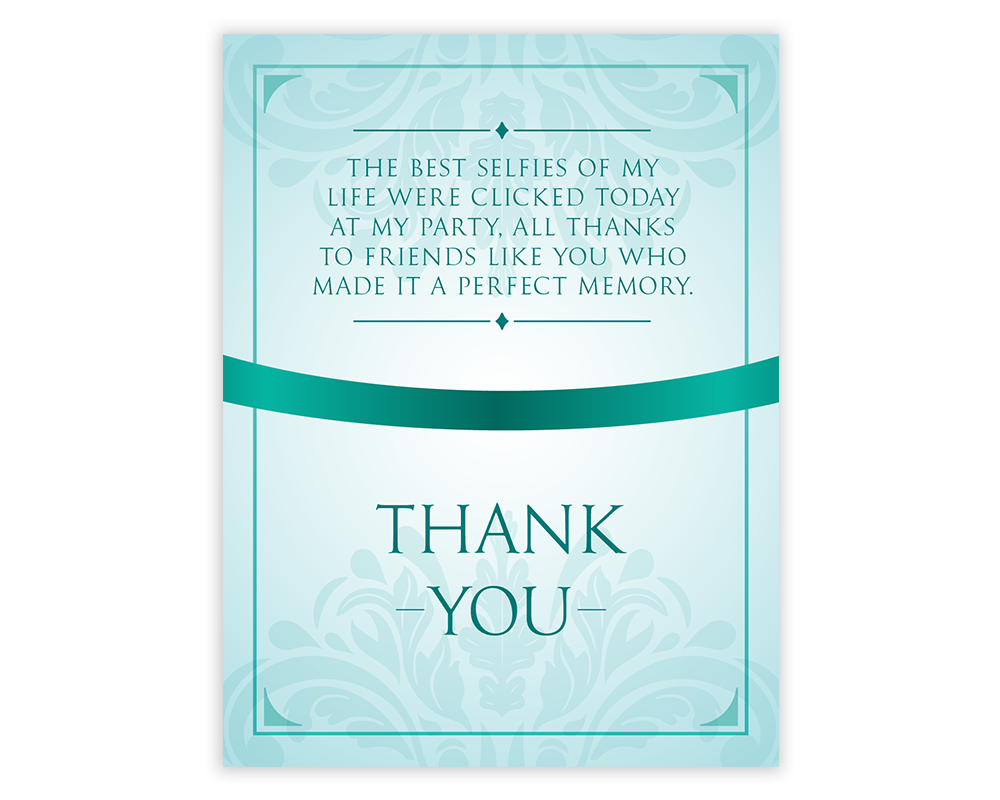 THE BEST SELFIES OF MY
LIFE WERE CLICKED TODAY
AT MY PARTY, ALL THANKS
TO FRIENDS LIKE YOU WHO
MADE IT A PERFECT MEMORY.
THANK
-YOU-